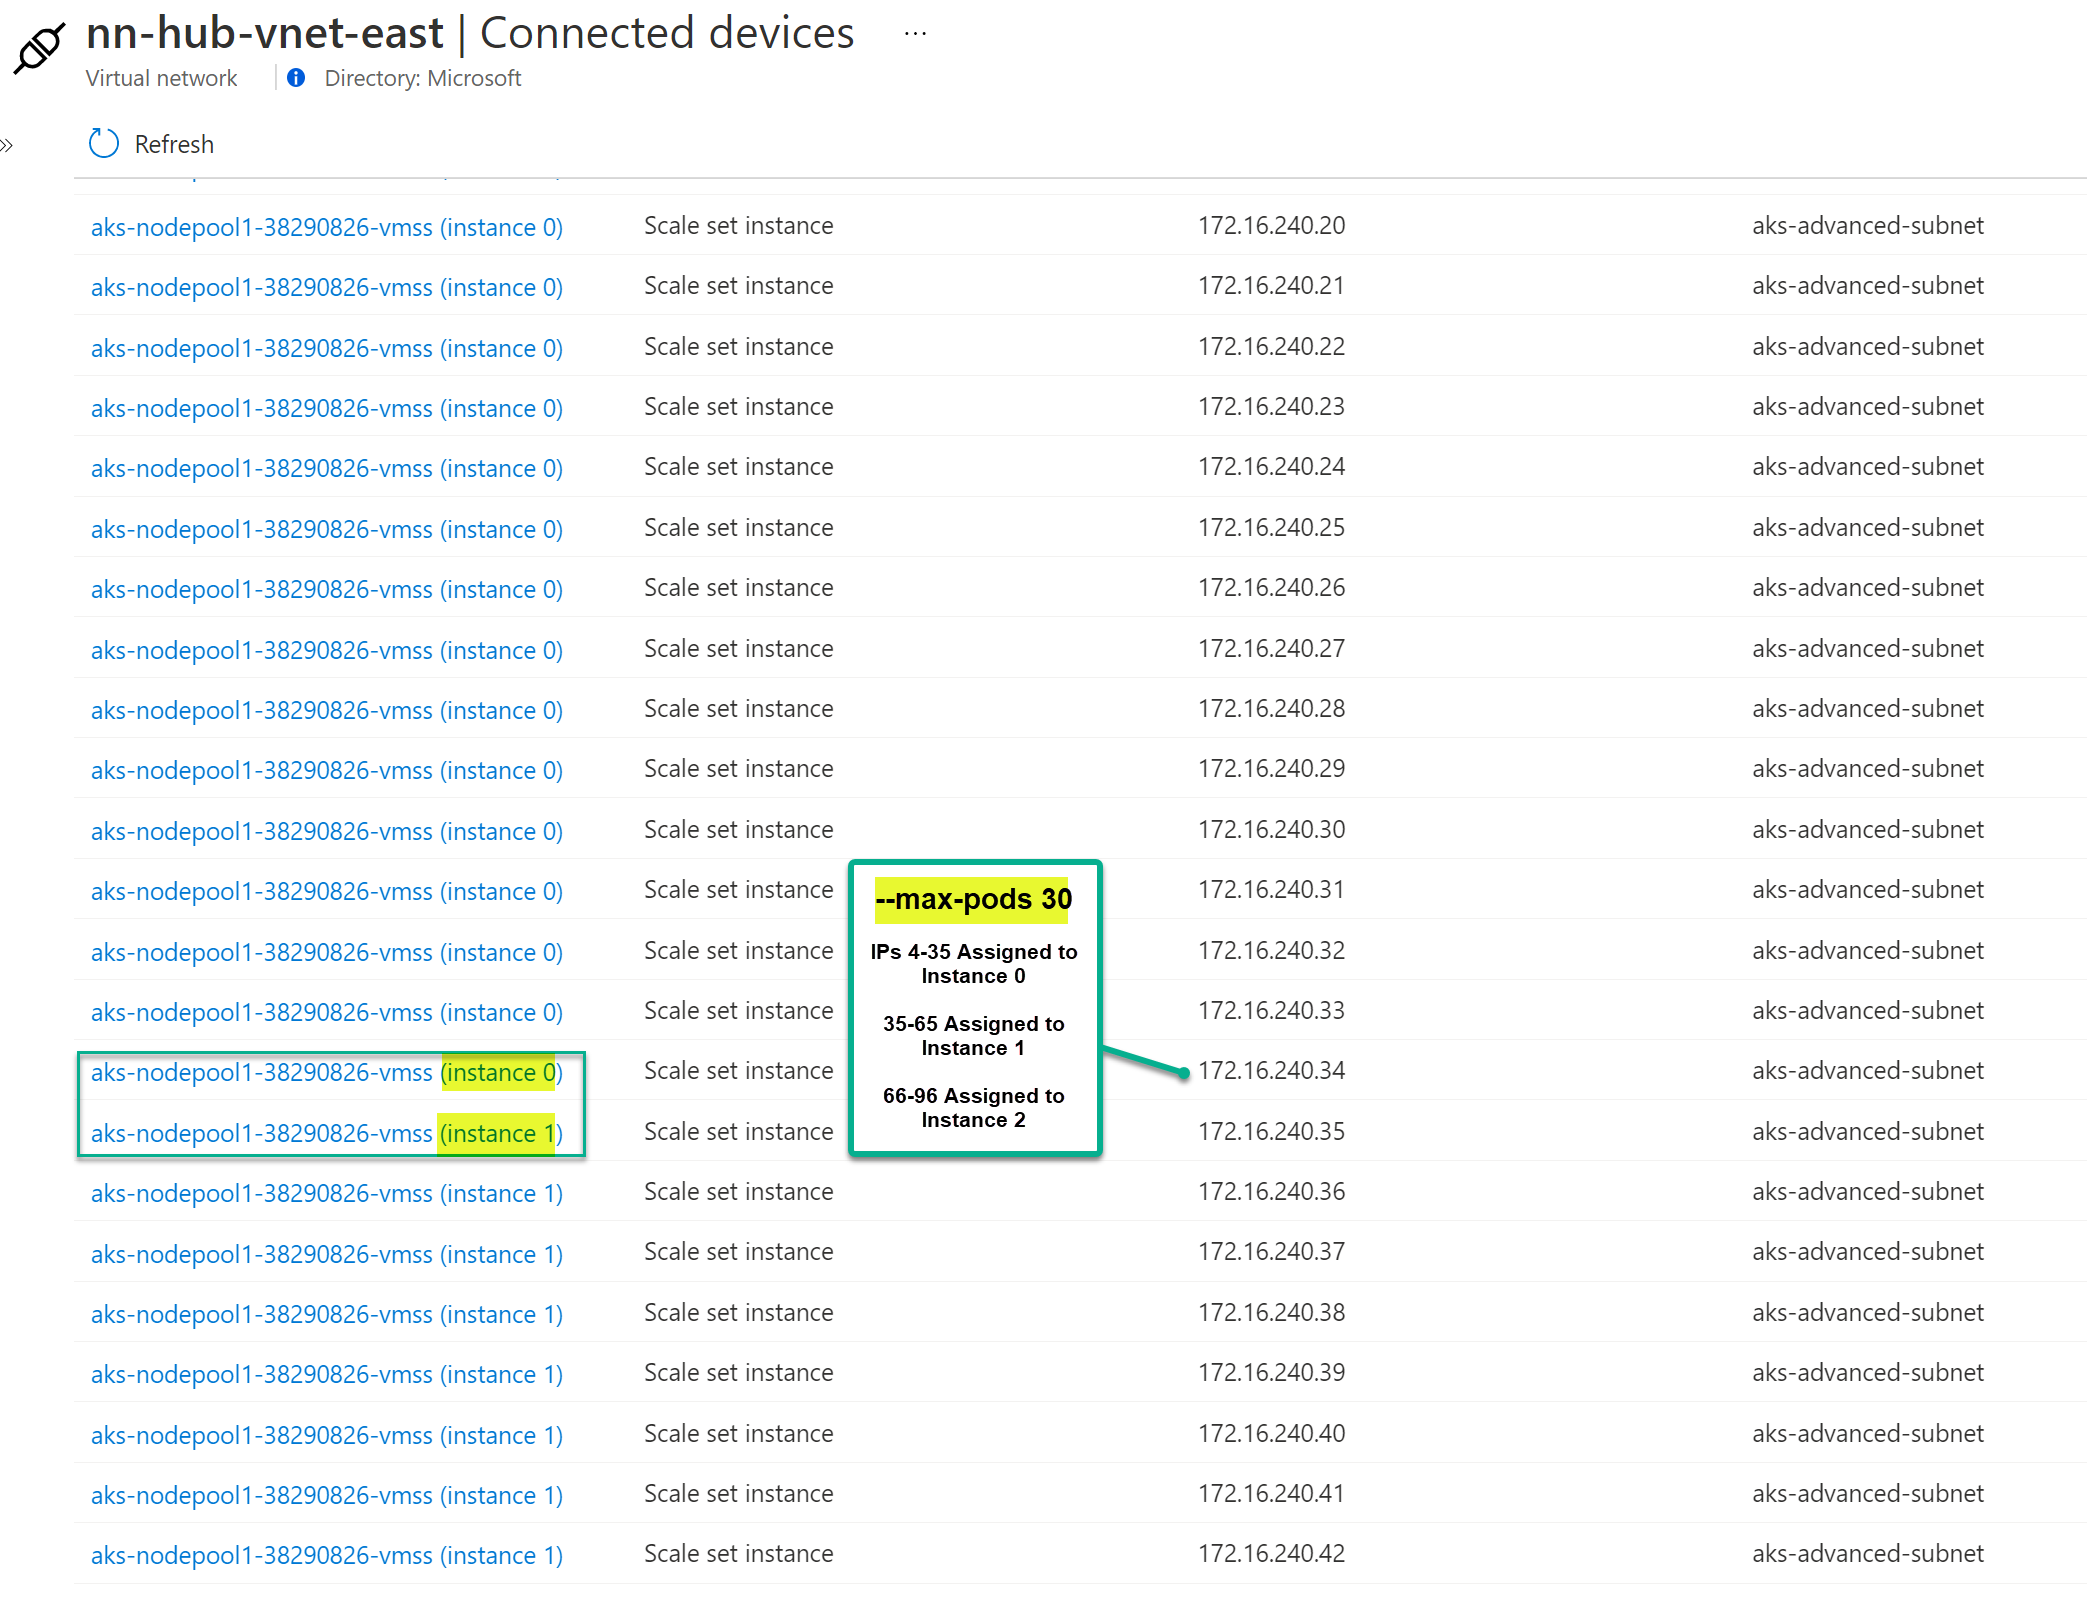 nn-hub-vnet-east | Connected devices ...
Virtual network Directory: Microsoft
Refresh
aks-nodepool1-38290826-vmss (instance 0) Scale set instance 172.16.240.20 aks-advanced-subnet
aks-nodepool1-38290826-vmss (instance 0) Scale set instance 172.16.240.21 aks-advanced-subnet
aks-nodepool1-38290826-vmss (instance 0) Scale set instance 172.16.240.22 aks-advanced-subnet
aks-nodepool1-38290826-vmss (instance 0) Scale set instance 172.16.240.23 aks-advanced-subnet
aks-nodepool1-38290826-vmss (instance 0) Scale set instance 172.16.240.24 aks-advanced-subnet
aks-nodepool1-38290826-vmss (instance 0) Scale set instance 172.16.240.25 aks-advanced-subnet
aks-nodepool1-38290826-vmss (instance 0) Scale set instance 172.16.240.26 aks-advanced-subnet
aks-nodepool1-38290826-vmss (instance 0) Scale set instance 172.16.240.27 aks-advanced-subnet
aks-nodepool1-38290826-vmss (instance 0) Scale set instance 172.16.240.28 aks-advanced-subnet
aks-nodepool1-38290826-vmss (instance 0) Scale set instance 172.16.240.29 aks-advanced-subnet
aks-nodepool1-38290826-vmss (instance 0) Scale set instance 172.16.240.30 aks-advanced-subnet
aks-nodepool1-38290826-vmss (instance 0) Scale set instance 172.16.240.31 aks-advanced-subnet
aks-nodepool1-38290826-vmss (instance 0) Scale set instance 172.16.240.32 aks-advanced-subnet
aks-nodepool1-38290826-vmss (instance 0) Scale set instance 172.16.240.33 aks-advanced-subnet
aks-nodepool1-38290826-vmss (instance 0) Scale set instance 172.16.240.34 aks-advanced-subnet
aks-nodepool1-38290826-vmss (instance 1) Scale set instance 172.16.240.35 aks-advanced-subnet
aks-nodepool1-38290826-vmss (instance 1) Scale set instance 172.16.240.36 aks-advanced-subnet
aks-nodepool1-38290826-vmss (instance 1) Scale set instance 172.16.240.37 aks-advanced-subnet
aks-nodepool1-38290826-vmss (instance 1) Scale set instance 172.16.240.38 aks-advanced-subnet
aks-nodepool1-38290826-vmss (instance 1) Scale set instance 172.16.240.39 aks-advanced-subnet
aks-nodepool1-38290826-vmss (instance 1) Scale set instance 172.16.240.40 aks-advanced-subnet
aks-nodepool1-38290826-vmss (instance 1) Scale set instance 172.16.240.41 aks-advanced-subnet
aks-nodepool1-38290826-vmss (instance 1) Scale set instance 172.16.240.42 aks-advanced-subnet
--max-pods 30
IPs 4-35 Assigned to
Instance 0
35-65 Assigned to
Instance 1
66-96 Assigned to
Instance 2